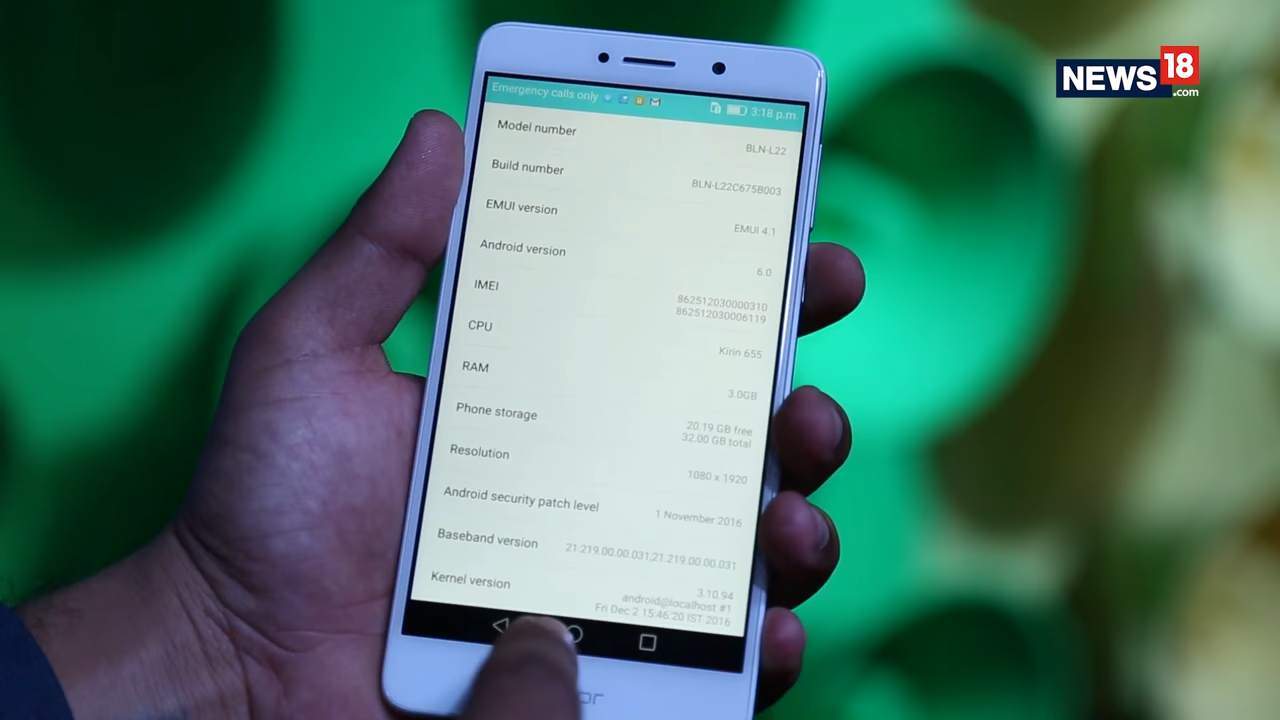 NEWS 18
.com
Emergency calls only 3:18 p.m.
Model number
BLN-L22
Build number
BLN-L22C675B003
EMUI version
EMUI 4.1
Android version
6.0
IMEI
862512030000310
862512030006119
CPU
Kirin 655
RAM
3.0GB
Phone storage
20.19 GB free
32.00 GB total
Resolution
1080 x 1920
Android security patch level
1 November 2016
Baseband version
21.219.00.00.031,21.219.00.00.031
Kernel version
3.10.94
android@localhost #1
Fri Dec 2 15:46:20 IST 2016